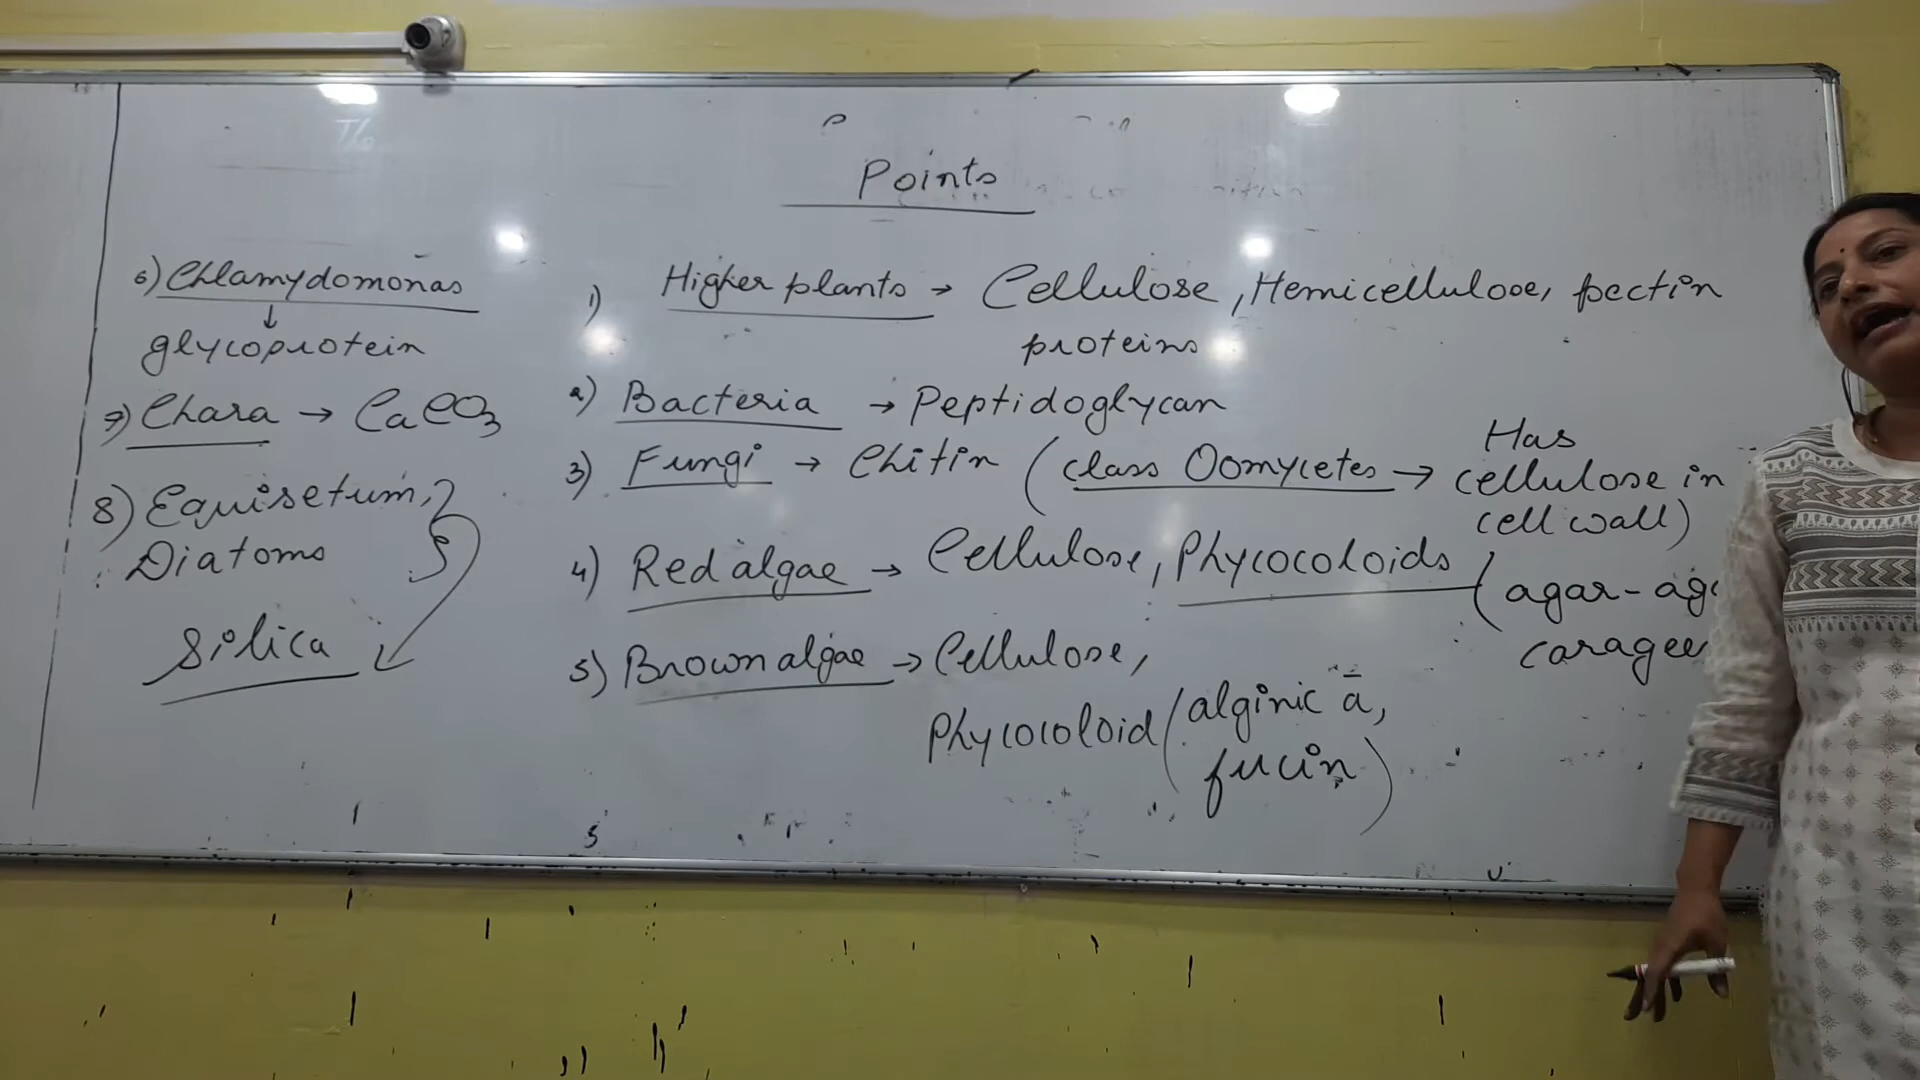 Points
1) Higher plants → Cellulose, Hemicellulose, pectin
proteins
2) Bacteria → Peptidoglycan
3) Fungi → Chitin (class Oomycetes → Has
cellulose in
cell wall)
4) Red algae → Cellulose, Phycocoloids (agar-ag
caragee
5) Brown algae → Cellulose,
Phycocoloid (alginic ā,
fucin)
6) Chlamydomonas
↓
glycoprotein
7) Chara → CaCO3
8) Equisetum,
Diatoms
Silica